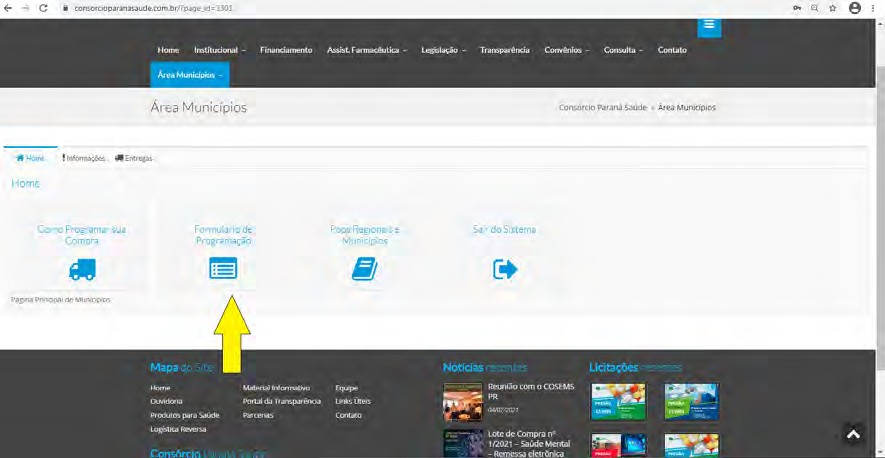 consorcioparanasaude.com.br/?page_id=3301
Home Institucional Financiamento Assist. Farmacêutica Legislação Transparência Convênios Consulta Contato
Área Municípios
Área Municípios
Consórcio Paraná Saúde » Área Municípios
Home Informações Entregas
Home
Como Programar sua
Compra
Formulário de
Programação
Pops Regionais e
Municípios
Sair do Sistema
Pagina Principal de Municipios
Mapa do Site
Home Material Informativo Equipe
Ouvidoria Portal da Transparência Links Úteis
Produtos para Saúde Parcerias Contato
Logística Reversa
Consórcio Paraná Saúde
Notícias recentes
Reunião com o COSEMS
PR
04/02/2021
Lote de Compra nº
1/2021 – Saúde Mental
– Remessa eletrônica
Licitações recentes